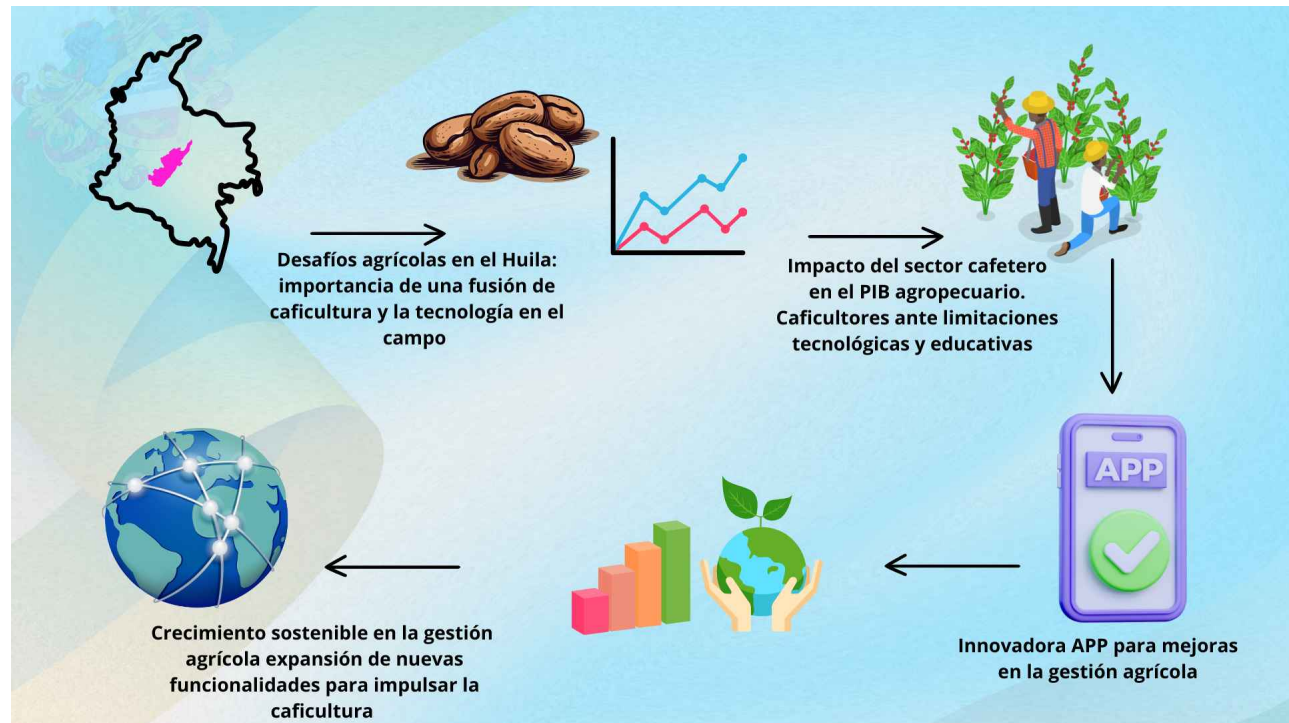 Desafíos agrícolas en el Huila:
importancia de una fusión de
caficultura y la tecnología en el
campo
Impacto del sector cafetero
en el PIB agropecuario.
Caficultores ante limitaciones
tecnológicas y educativas
APP
Innovadora APP para mejoras
en la gestión agrícola
Crecimiento sostenible en la gestión
agrícola expansión de nuevas
funcionalidades para impulsar la
caficultura